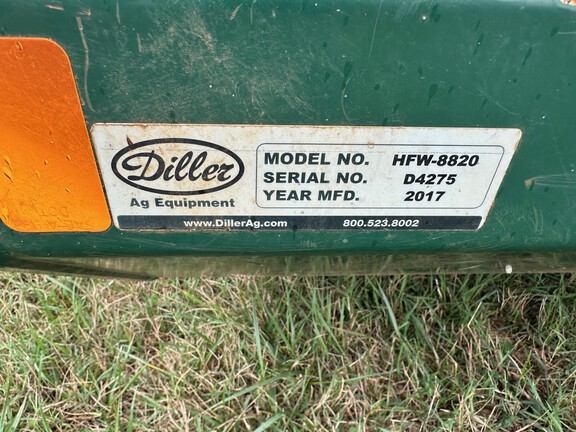 Diller
Ag Equipment
MODEL NO. HFW-8820
SERIAL NO. D4275
YEAR MFD. 2017
www.DillerAg.com 800.523.8002